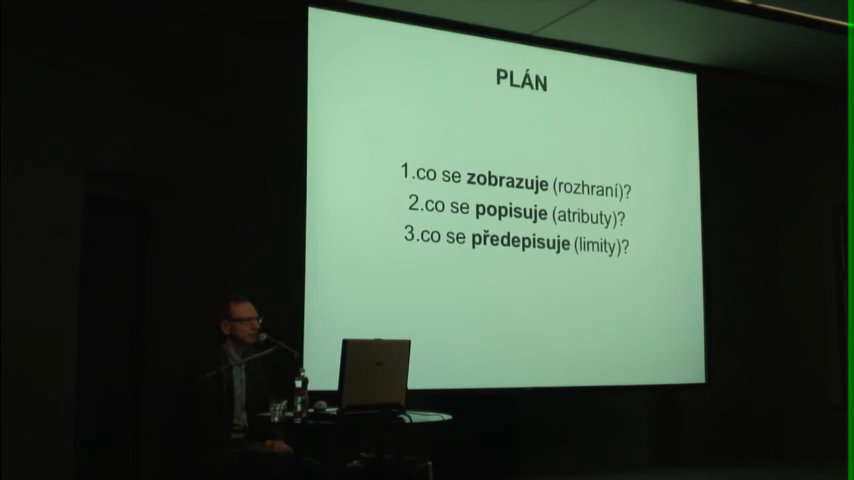 PLÁN
1.co se zobrazuje (rozhraní)?
2.co se popisuje (atributy)?
3.co se předepisuje (limity)?